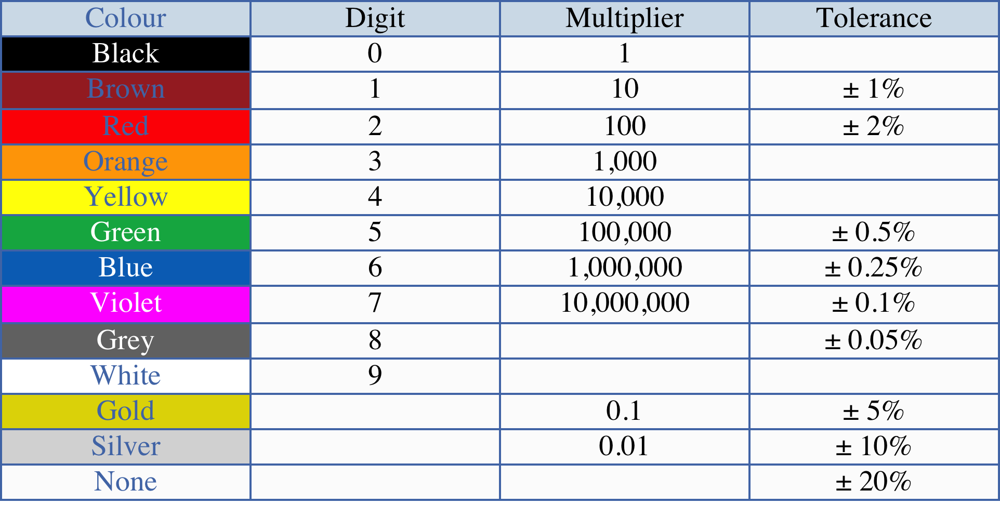 Colour Digit Multiplier Tolerance
Black 0 1
Brown 1 10 ± 1%
Red 2 100 ± 2%
Orange 3 1,000
Yellow 4 10,000
Green 5 100,000 ± 0.5%
Blue 6 1,000,000 ± 0.25%
Violet 7 10,000,000 ± 0.1%
Grey 8 ± 0.05%
White 9
Gold 0.1 ± 5%
Silver 0.01 ± 10%
None ± 20%